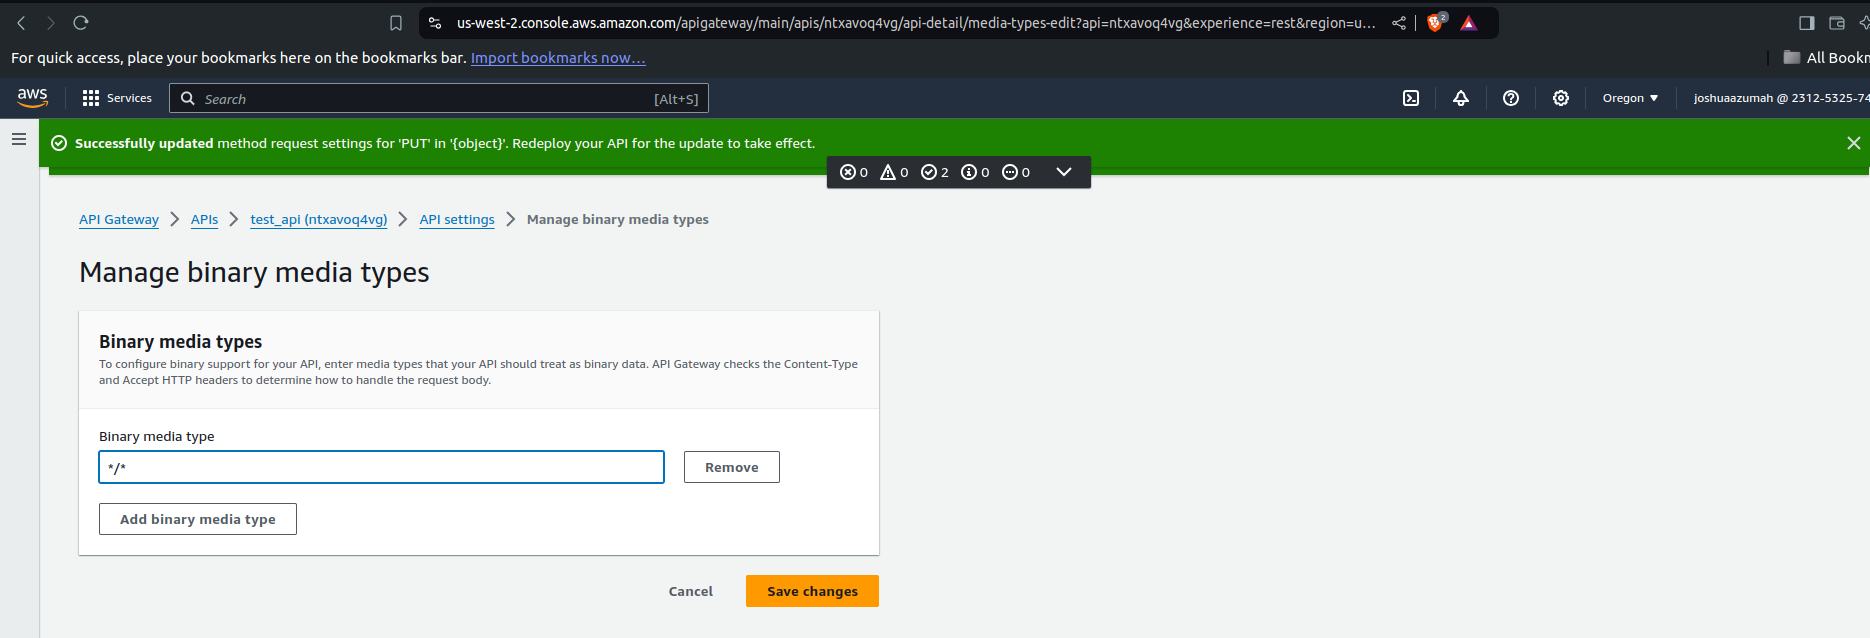 us-west-2.console.aws.amazon.com/apigateway/main/apis/ntxavoq4vg/api-detail/media-types-edit?api=ntxavoq4vg&experience=rest&region=u...
2
For quick access, place your bookmarks here on the bookmarks bar. Import bookmarks now...
All Bookm
aws Services Search [Alt+S] Oregon joshuaazumah @ 2312-5325-74
Successfully updated method request settings for 'PUT' in '{object}'. Redeploy your API for the update to take effect.
0 0 2 0 0
API Gateway > APIs > test_api (ntxavoq4vg) > API settings > Manage binary media types
Manage binary media types
Binary media types
To configure binary support for your API, enter media types that your API should treat as binary data. API Gateway checks the Content-Type
and Accept HTTP headers to determine how to handle the request body.
Binary media type
*/*
Remove
Add binary media type
Cancel Save changes